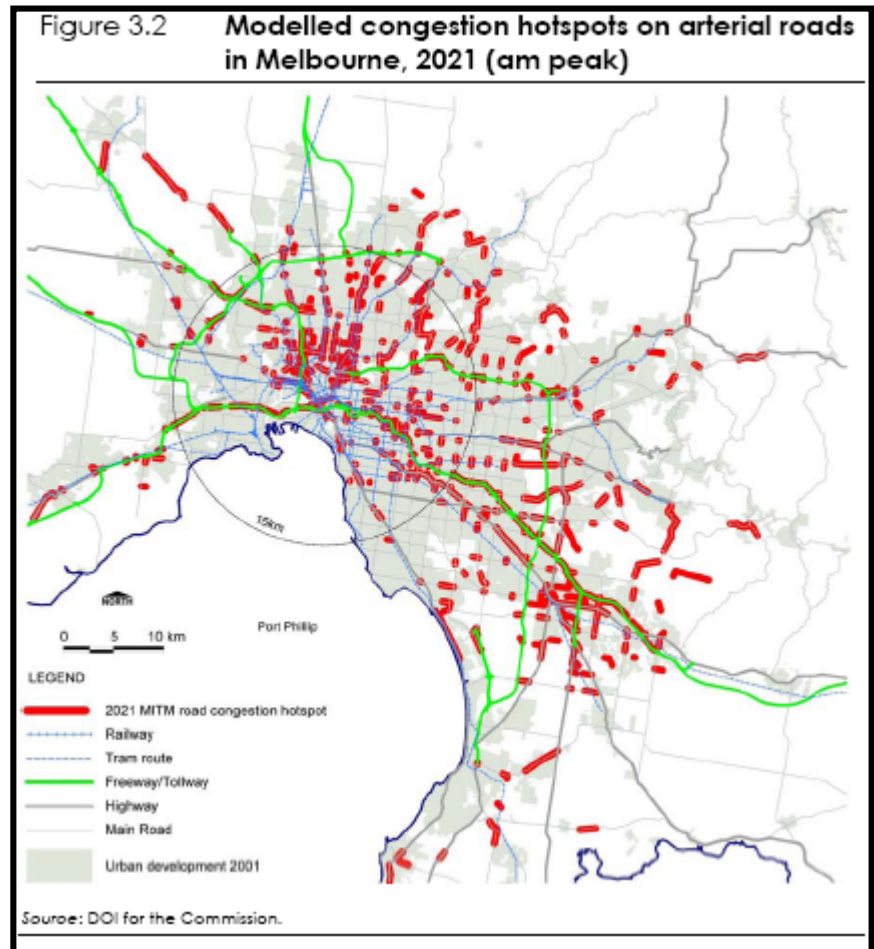 Figure 3.2 Modelled congestion hotspots on arterial roads
in Melbourne, 2021 (am peak)
15km
NORTH
0 5 10 km
Port Phillip
LEGEND
2021 MITM road congestion hotspot
Railway
Tram route
Freeway/Tollway
Highway
Main Road
Urban development 2001
Source: DOI for the Commission.